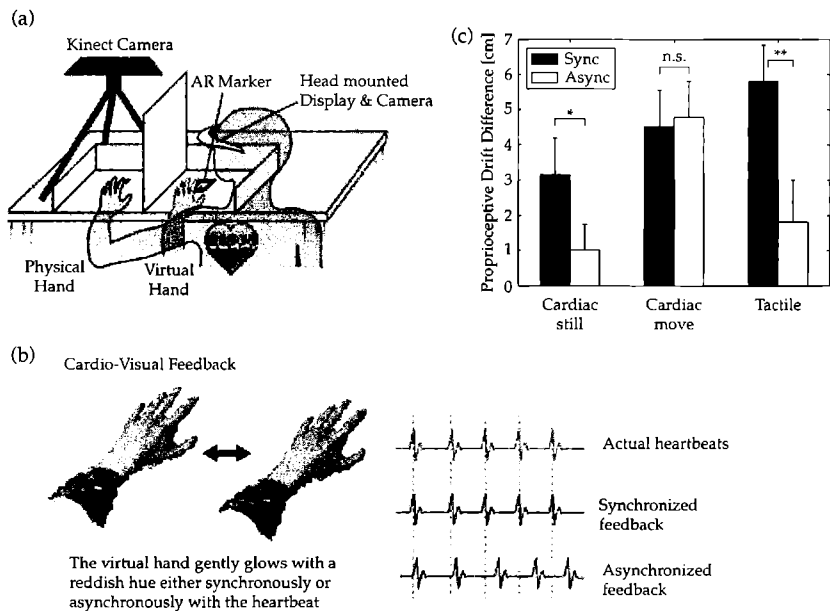 (a)
Kinect Camera
AR Marker
Head mounted
Display & Camera
Physical
Hand
Virtual
Hand
(c)
Proprioceptive Drift Difference [cm]
7
6
5
4
3
2
1
0
Sync
Async
*
n.s.
**
Cardiac
still
Cardiac
move
Tactile
(b)
Cardio-Visual Feedback
The virtual hand gently glows with a
reddish hue either synchronously or
asynchronously with the heartbeat
Actual heartbeats
Synchronized
feedback
Asynchronized
feedback